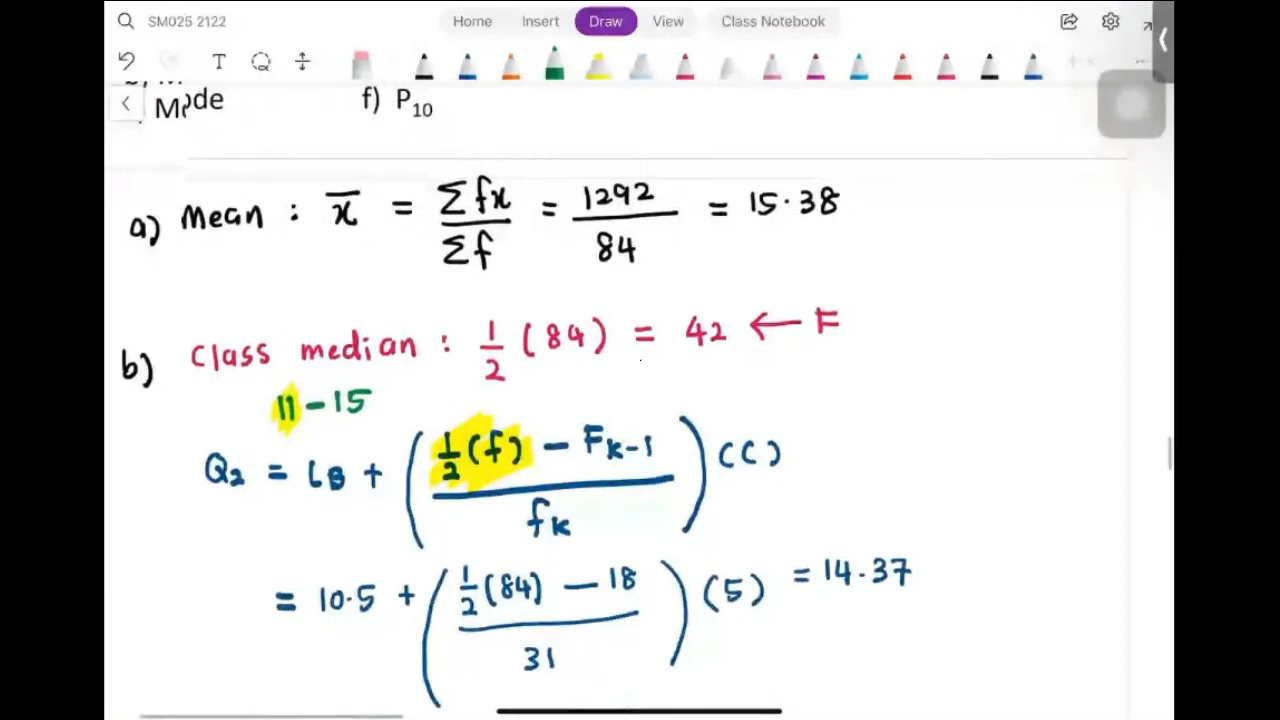 SM025 2122
Home Insert Draw View Class Notebook
Mode f) P₁₀
a) Mean : x̅ = Σfx / Σf = 1292 / 84 = 15.38
b) Class median : 1/2 (84) = 42 ← F
11 - 15
Q₂ = LB + ( (1/2 (f) - Fₖ₋₁) / fₖ ) (C)
= 10.5 + ( (1/2 (84) - 18) / 31 ) (5) = 14.37